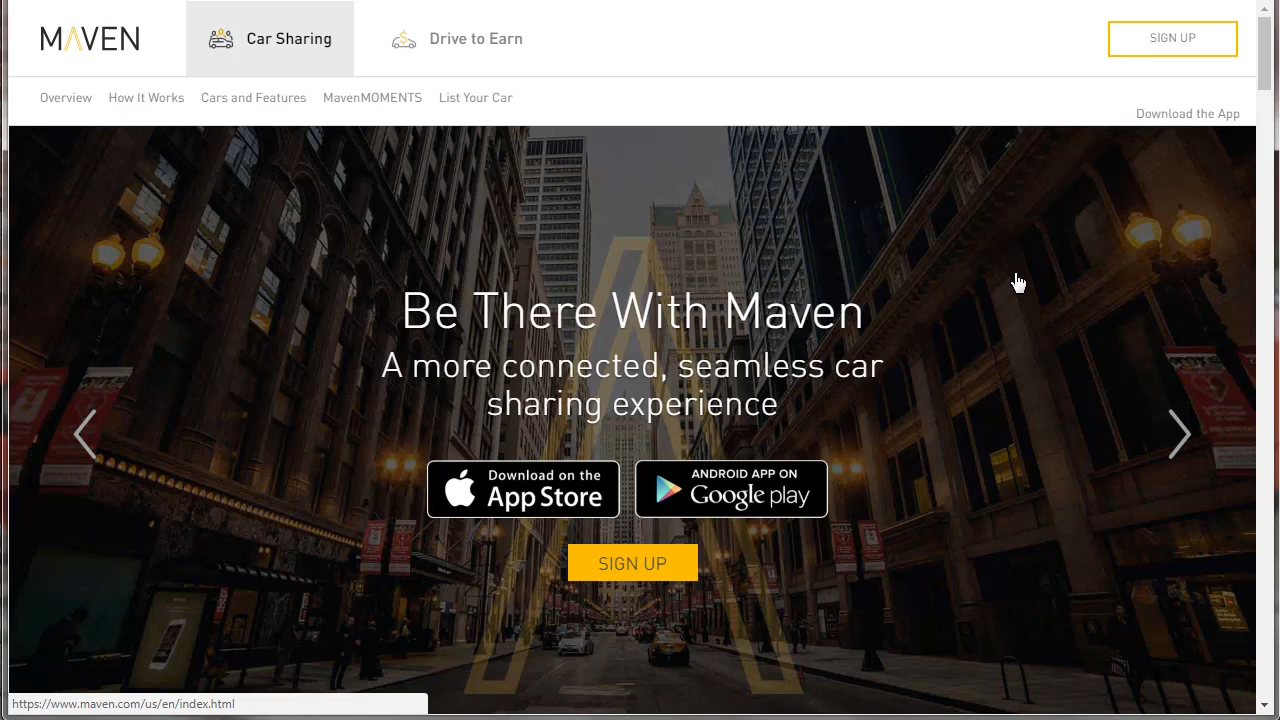 MAVEN
Car Sharing
Drive to Earn
SIGN UP
Overview
How It Works
Cars and Features
MavenMOMENTS
List Your Car
Download the App
Be There With Maven
A more connected, seamless car
sharing experience
Download on the
App Store
ANDROID APP ON
Google play
SIGN UP
https://www.maven.com/us/en/index.html